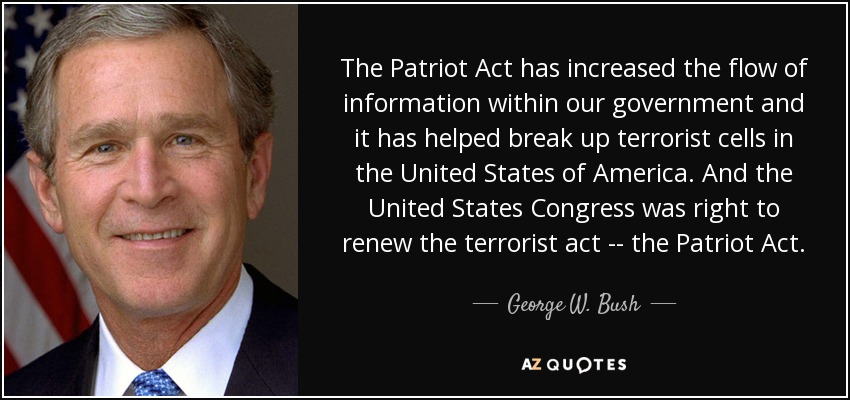 The Patriot Act has increased the flow of
information within our government and
it has helped break up terrorist cells in
the United States of America. And the
United States Congress was right to
renew the terrorist act -- the Patriot Act.
George W. Bush
AZ QUOTES